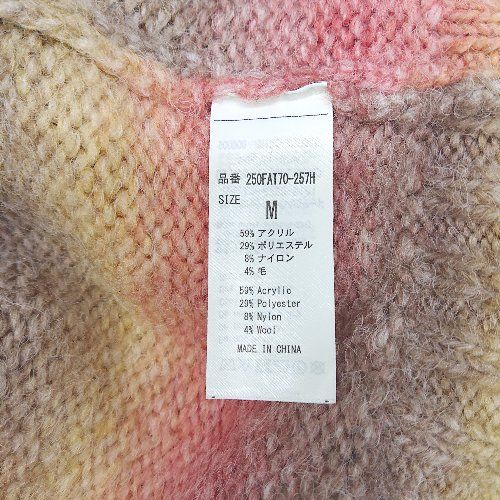 品番 250FAT70-257H
SIZE M
59% アクリル
29% ポリエステル
8% ナイロン
4% 毛
59% Acrylic
29% Polyester
8% Nylon
4% Wool
MADE IN CHINA